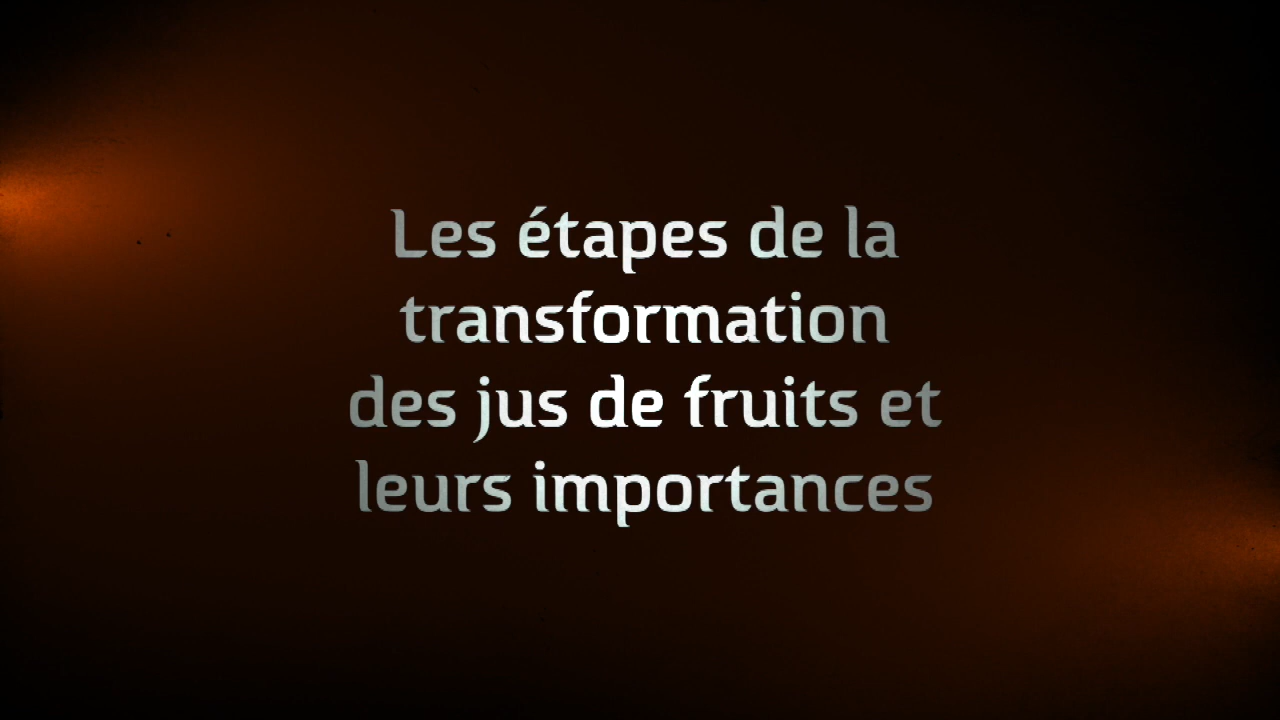 Les étapes de la
transformation
des jus de fruits et
leurs importances